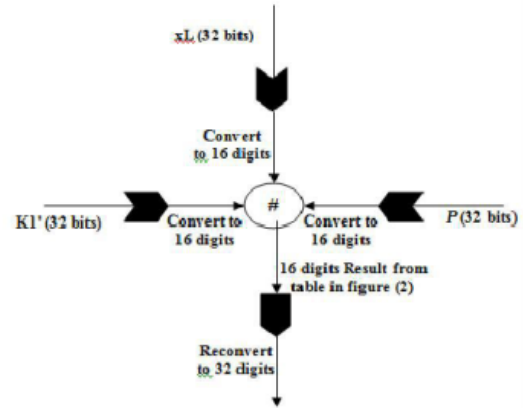 xL (32 bits)
Convert
to 16 digits
#
K1' (32 bits)
Convert to
16 digits
Convert to
16 digits
P (32 bits)
16 digits Result from
table in figure (2)
Reconvert
to 32 digits